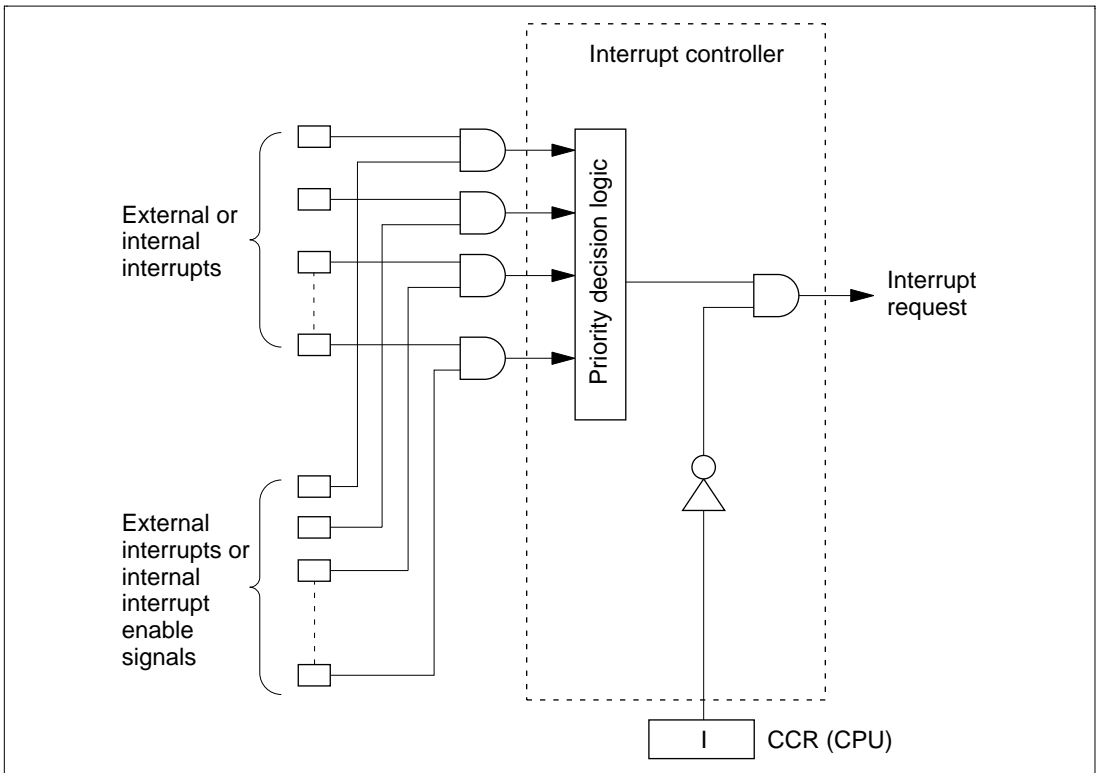 Interrupt controller
External or
internal
interrupts
Priority decision logic
Interrupt
request
External
interrupts or
internal
interrupt
enable
signals
I
CCR (CPU)